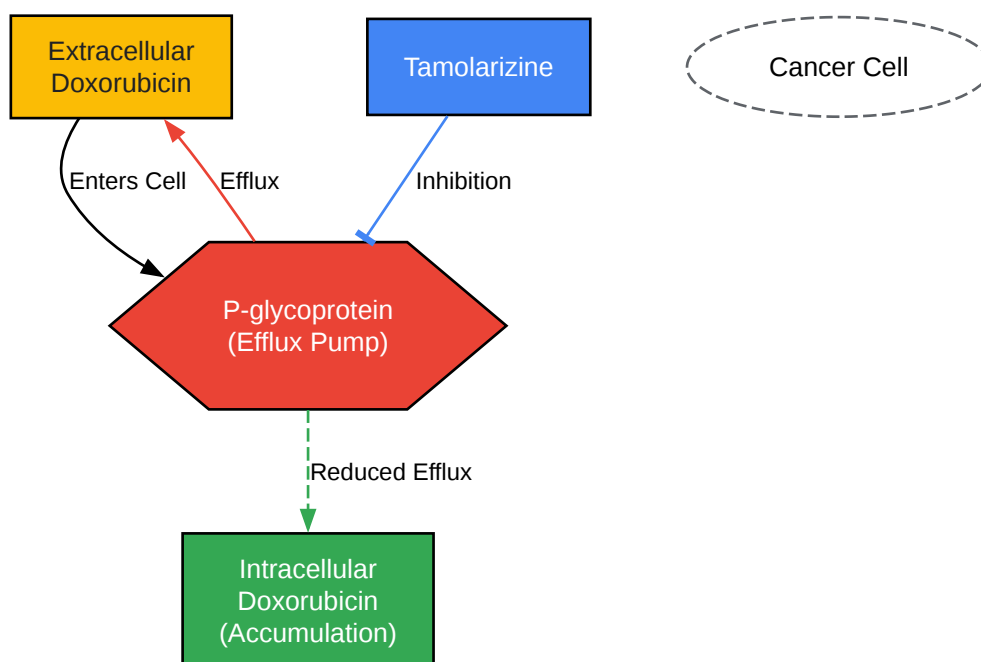 Extracellular
Doxorubicin
Tamolarizine
Cancer Cell
Enters Cell
Efflux
Inhibition
P-glycoprotein
(Efflux Pump)
Reduced Efflux
Intracellular
Doxorubicin
(Accumulation)